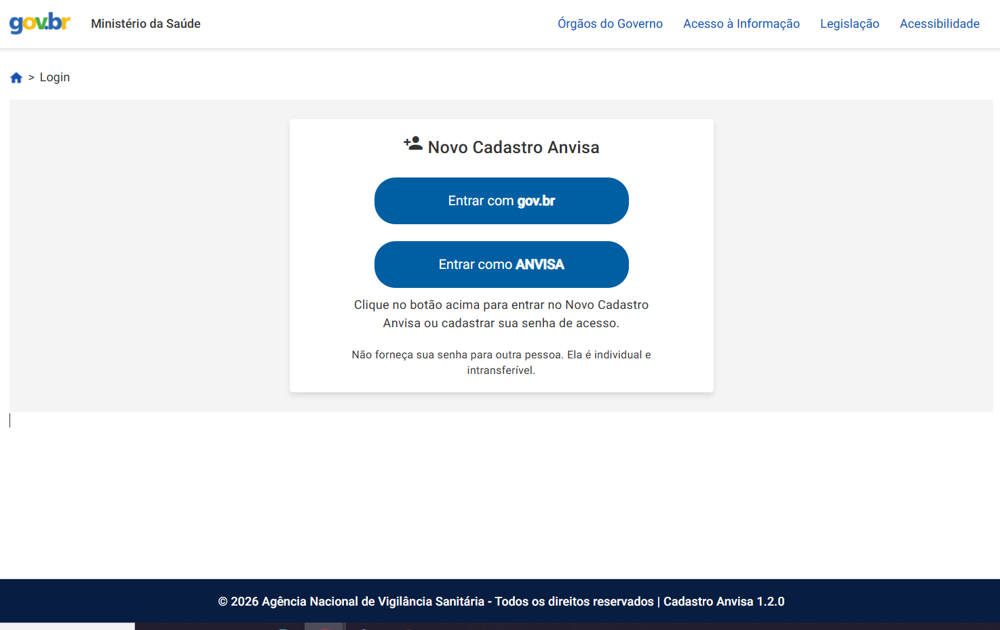 gov.br Ministério da Saúde Órgãos do Governo Acesso à Informação Legislação Acessibilidade
> Login
Novo Cadastro Anvisa
Entrar com gov.br
Entrar como ANVISA
Clique no botão acima para entrar no Novo Cadastro
Anvisa ou cadastrar sua senha de acesso.
Não forneça sua senha para outra pessoa. Ela é individual e
intransferível.
© 2026 Agência Nacional de Vigilância Sanitária - Todos os direitos reservados | Cadastro Anvisa 1.2.0